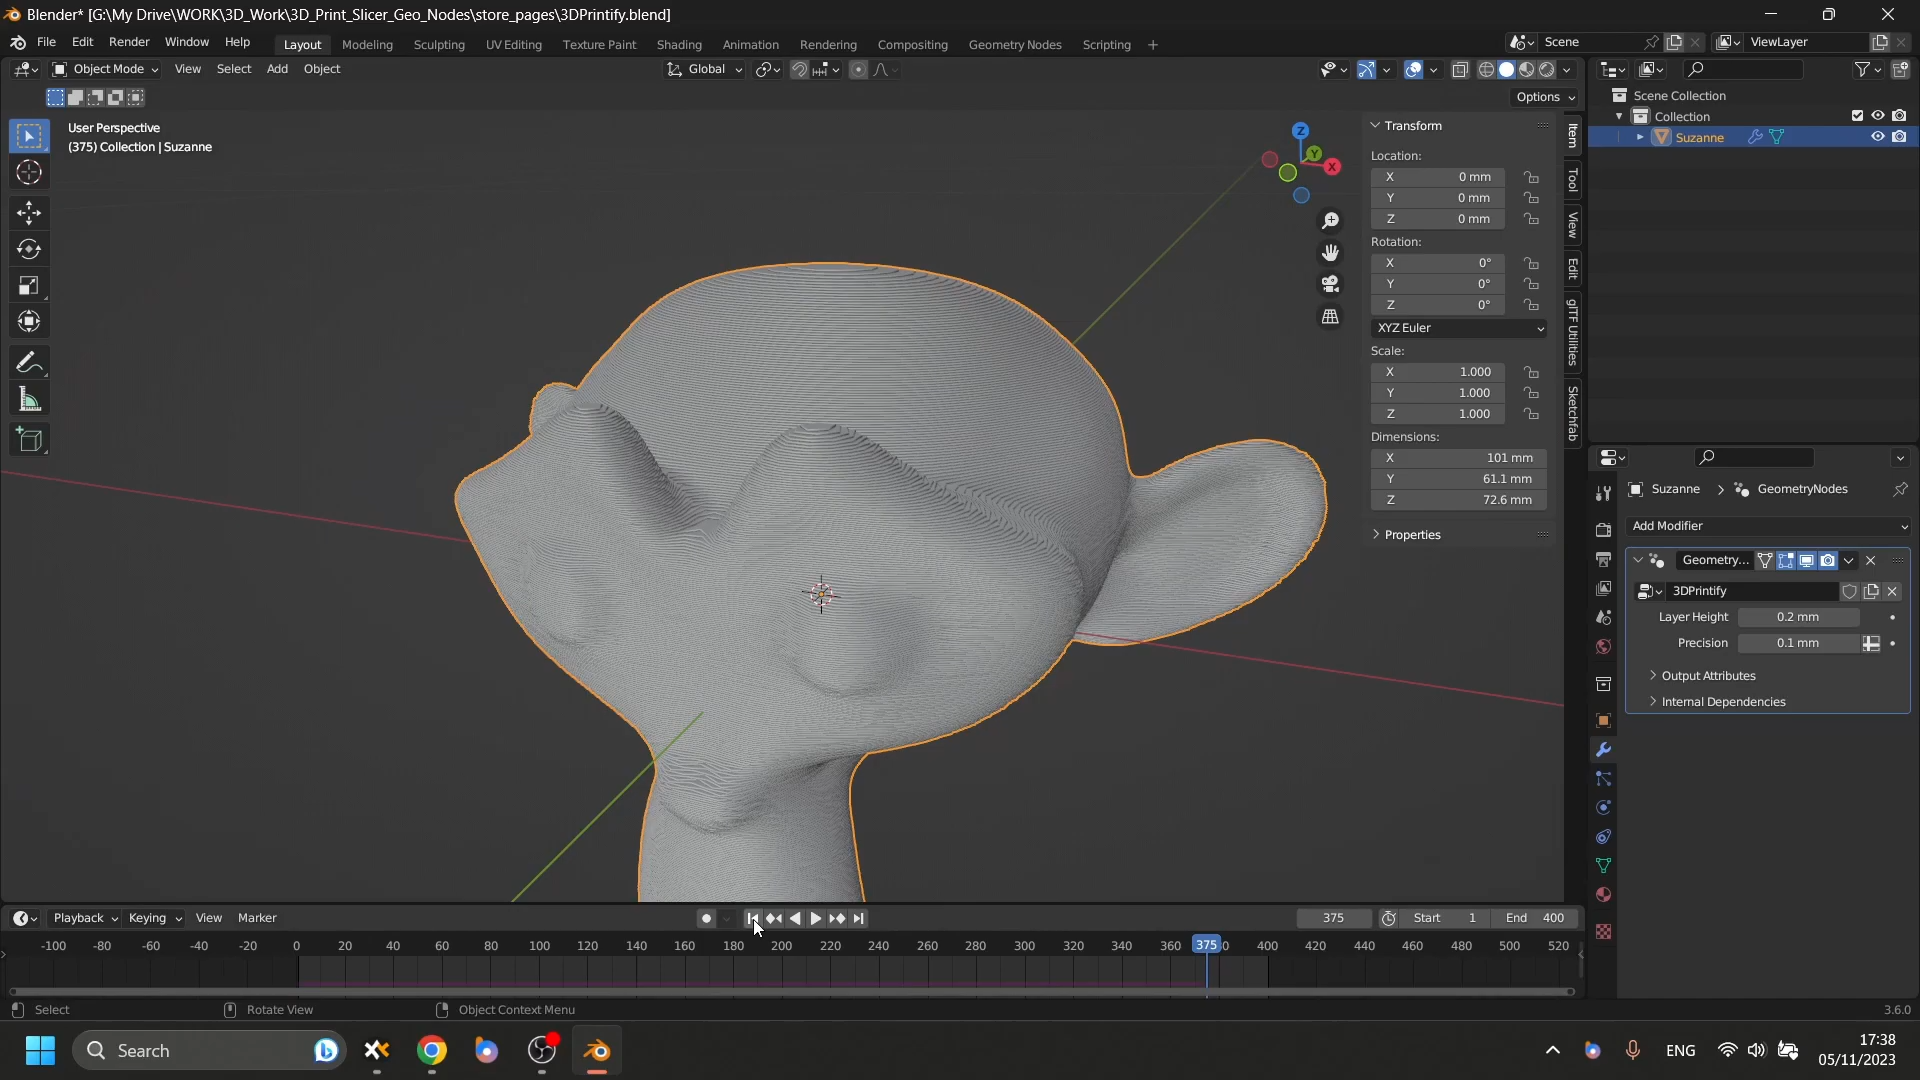 Blender* [G:\My Drive\WORK\3D_Work\3D_Print_Slicer_Geo_Nodes\store_pages\3DPrintify.blend]
File Edit Render Window Help Layout Modeling Sculpting UV Editing Texture Paint Shading Animation Rendering Compositing Geometry Nodes Scripting + Scene ViewLayer
Object Mode View Select Add Object Global
Options
User Perspective
(375) Collection | Suzanne
Z
Y
X
Transform
Location:
X 0 mm
Y 0 mm
Z 0 mm
Rotation:
X 0°
Y 0°
Z 0°
XYZ Euler
Scale:
X 1.000
Y 1.000
Z 1.000
Dimensions:
X 101 mm
Y 61.1 mm
Z 72.6 mm
Properties
Item
Tool
View
Edit
glTF Utilities
Sketchfab
Scene Collection
Collection
Suzanne
Suzanne > GeometryNodes
Add Modifier
Geometry...
3DPrintify
Layer Height 0.2 mm
Precision 0.1 mm
Output Attributes
Internal Dependencies
Playback Keying View Marker 375 Start 1 End 400
-100 -80 -60 -40 -20 0 20 40 60 80 100 120 140 160 180 200 220 240 260 280 300 320 340 360 375 400 420 440 460 480 500 520
Select Rotate View Object Context Menu 3.6.0
Search ENG 17:38
05/11/2023